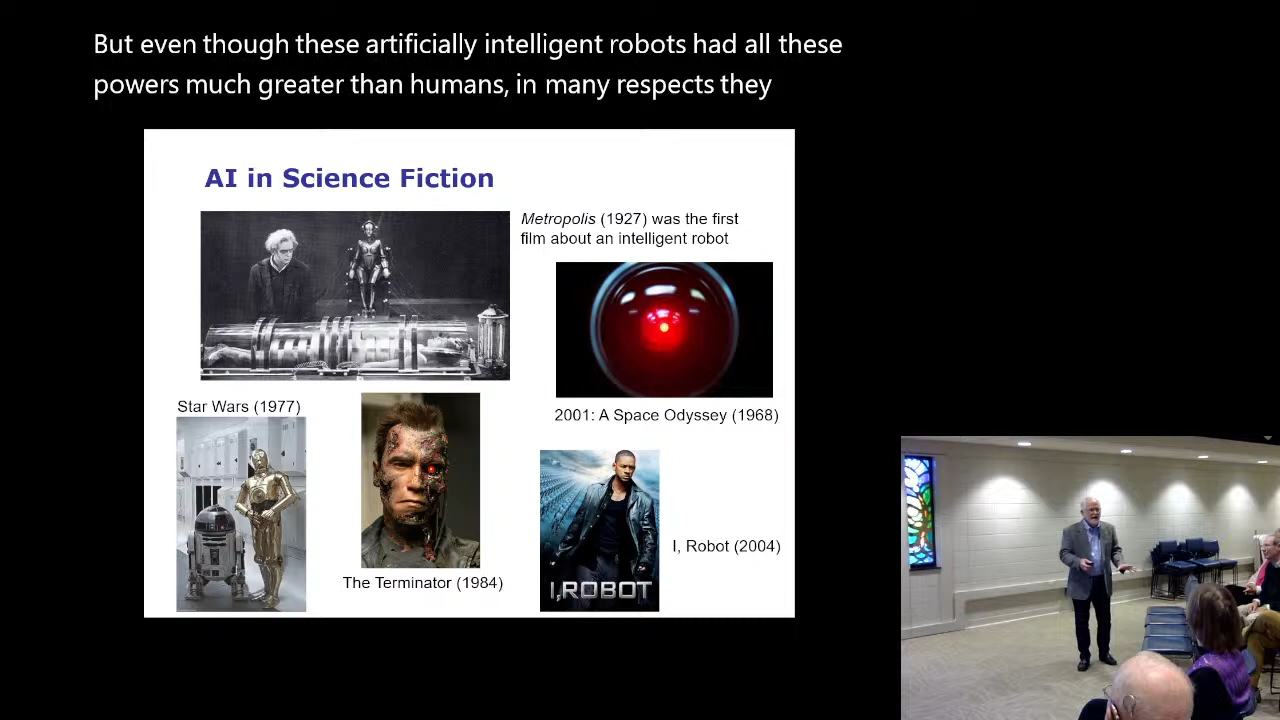 But even though these artificially intelligent robots had all these
powers much greater than humans, in many respects they
AI in Science Fiction
Metropolis (1927) was the first
film about an intelligent robot
2001: A Space Odyssey (1968)
Star Wars (1977)
The Terminator (1984)
I,ROBOT
I, Robot (2004)